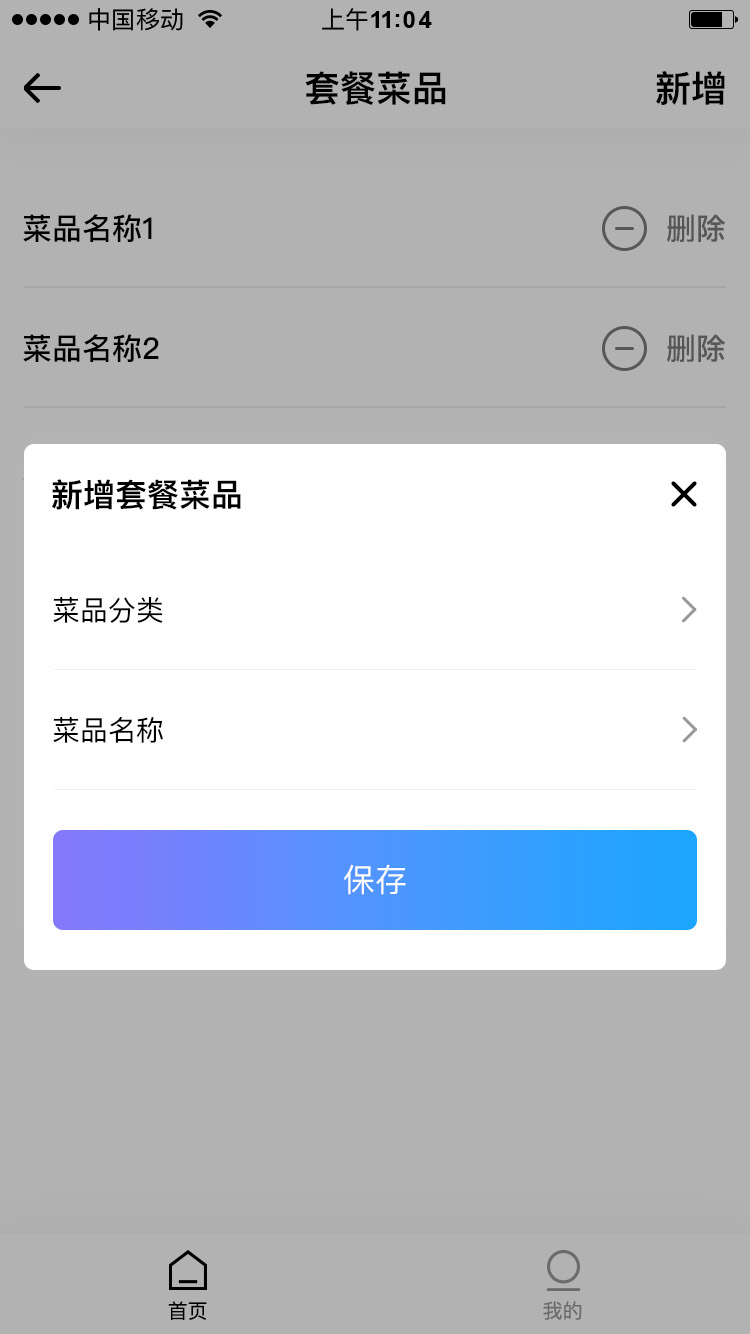 中国移动 上午11:04
套餐菜品 新增
菜品名称1 删除
菜品名称2 删除
新增套餐菜品
菜品分类
菜品名称
保存
首页 我的